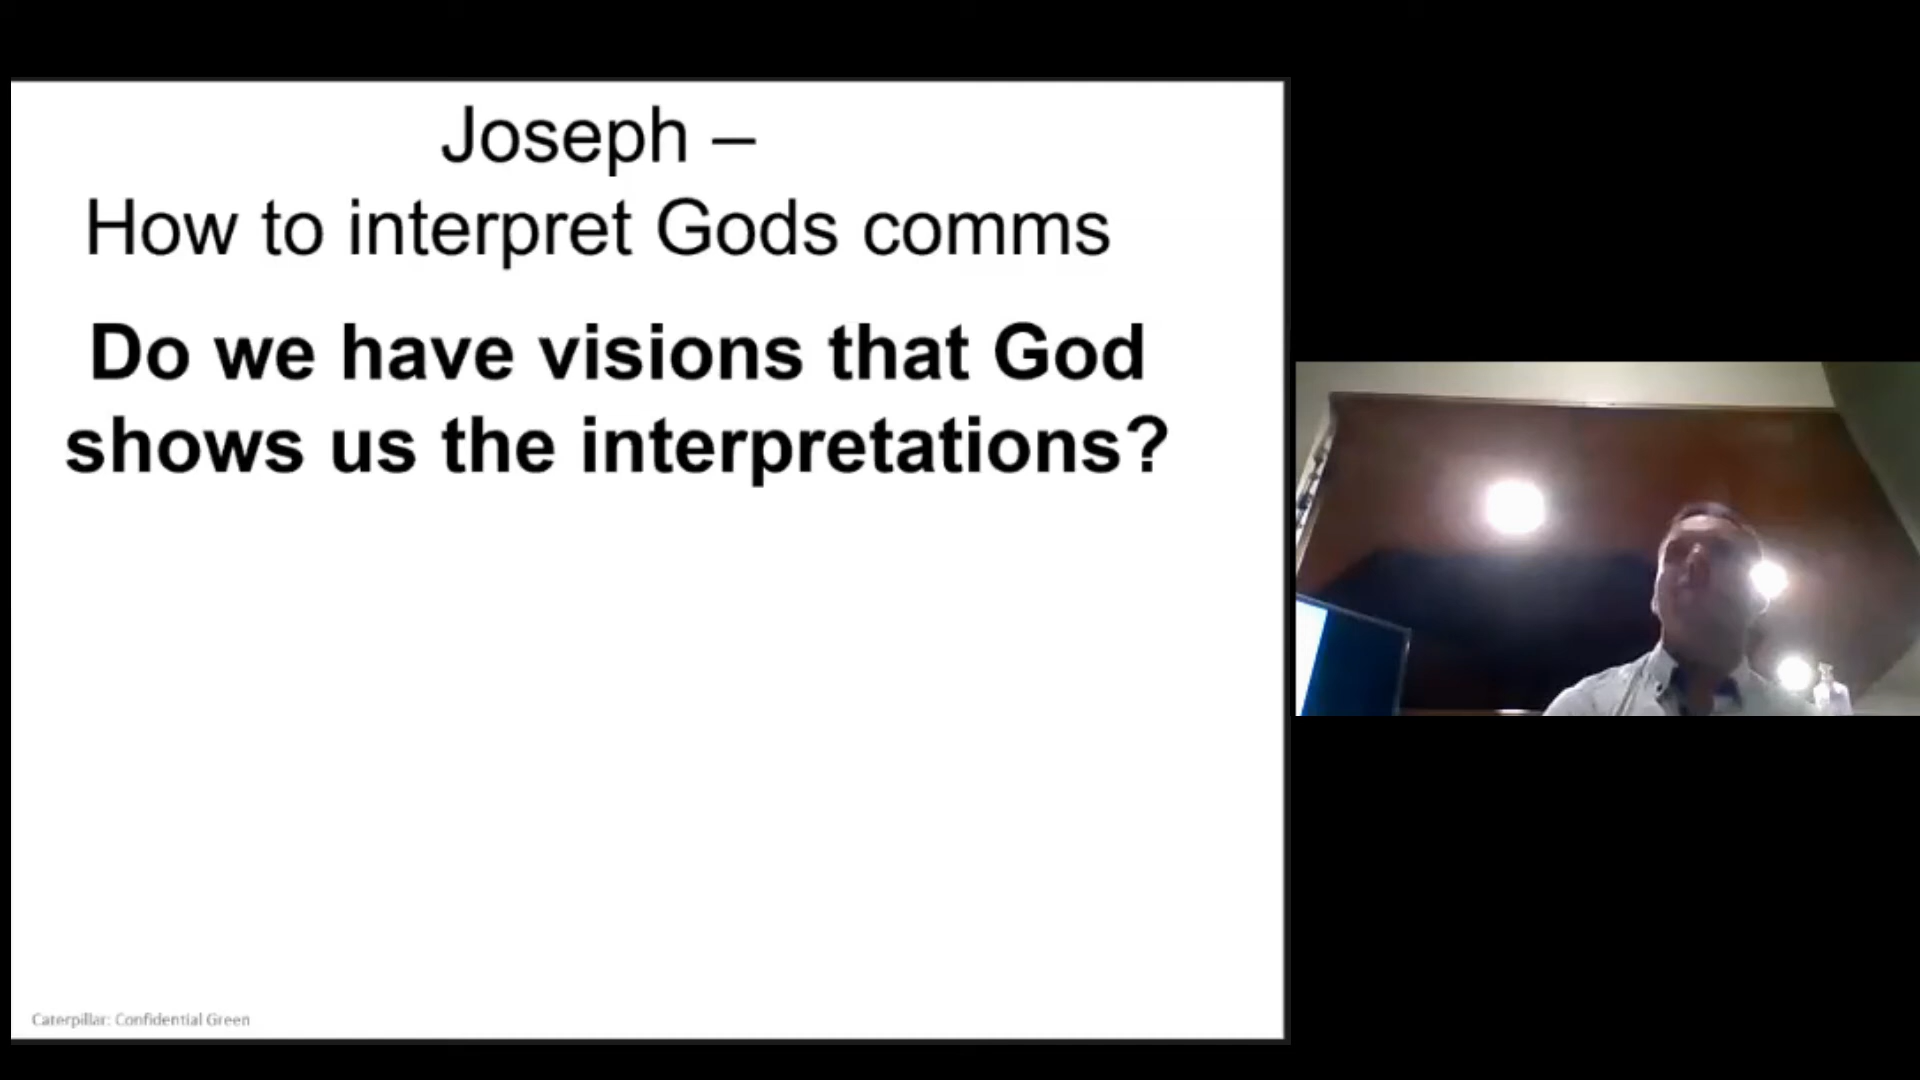 Joseph –
How to interpret Gods comms
Do we have visions that God
shows us the interpretations?
Caterpillar: Confidential Green